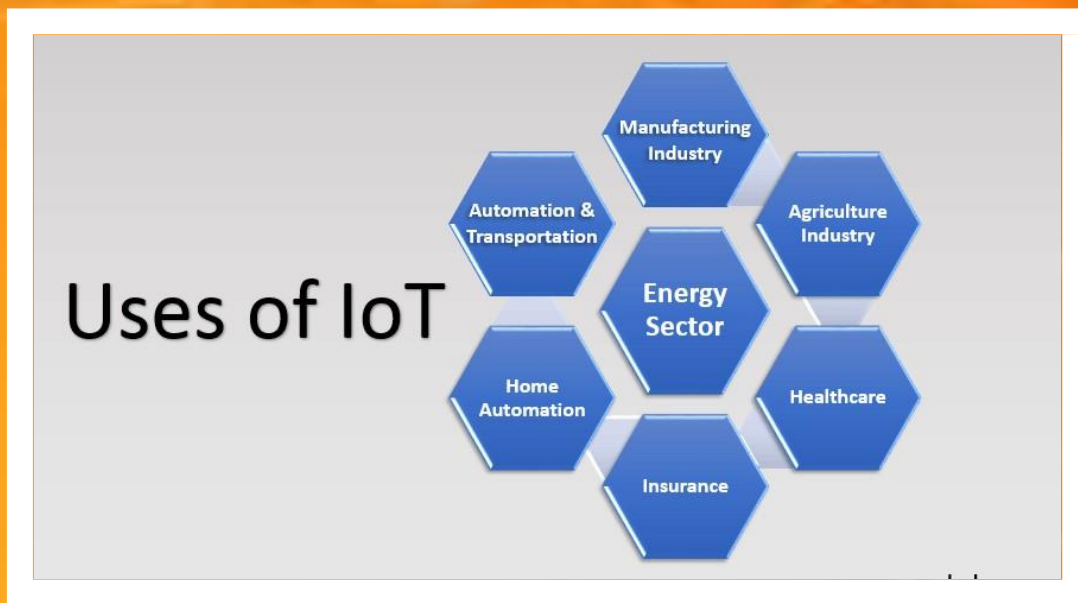 Uses of IoT
Manufacturing
Industry
Automation &
Transportation
Agriculture
Industry
Energy
Sector
Home
Automation
Healthcare
Insurance